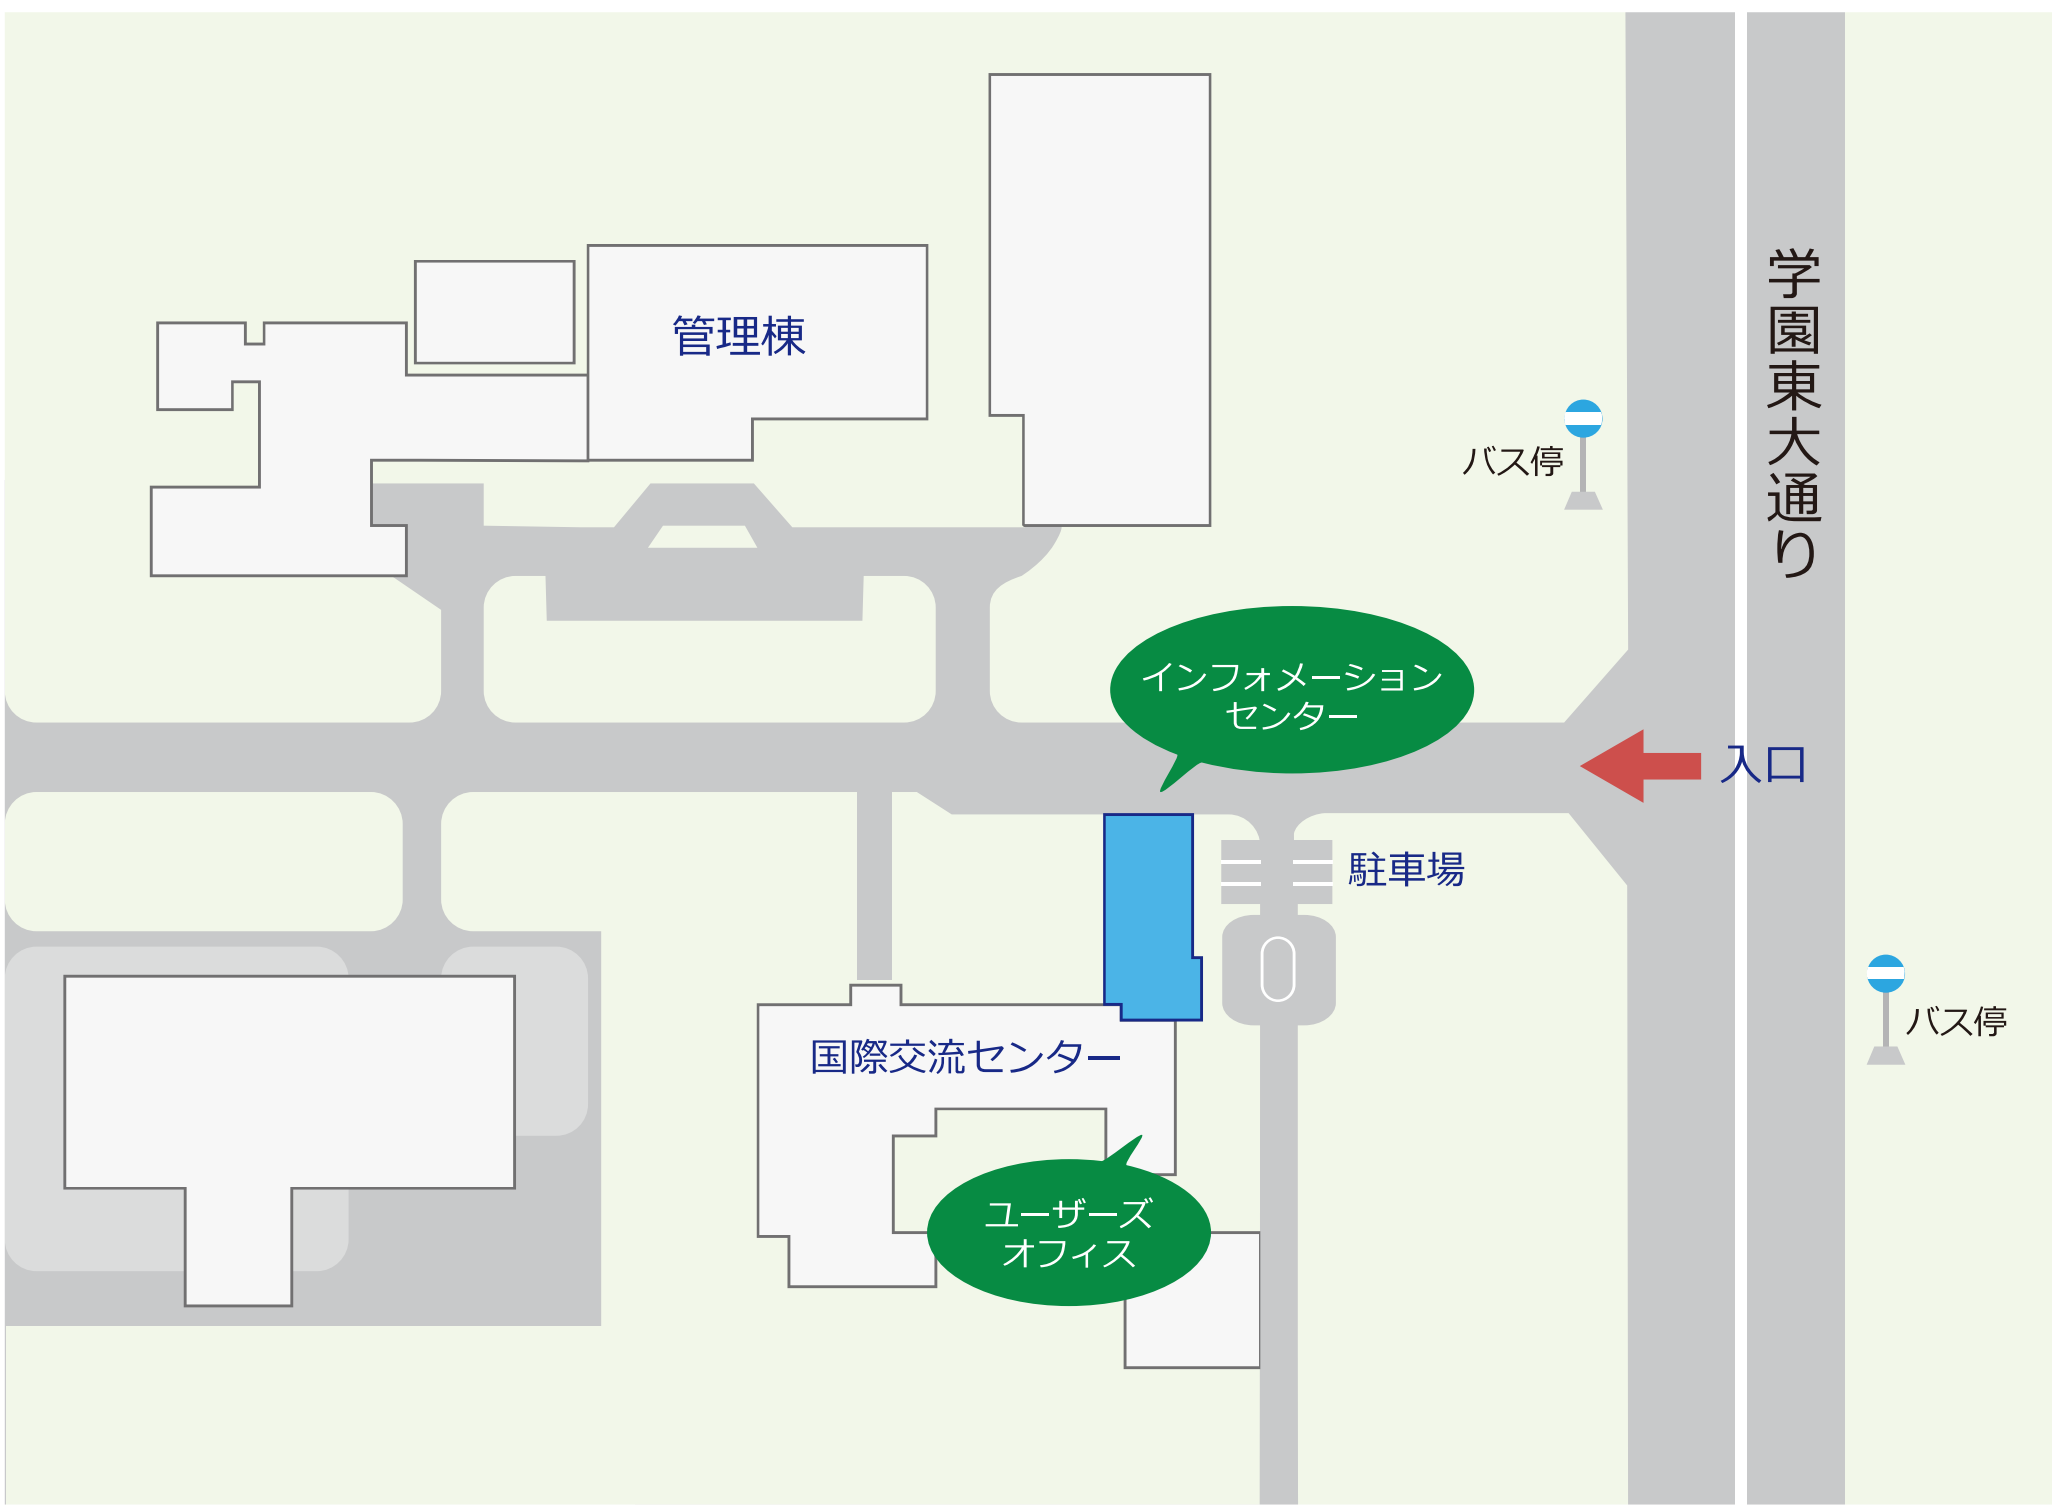 管理棟
学園東大通り
バス停
インフォメーション
センター
入口
駐車場
国際交流センター
バス停
ユーザーズ
オフィス